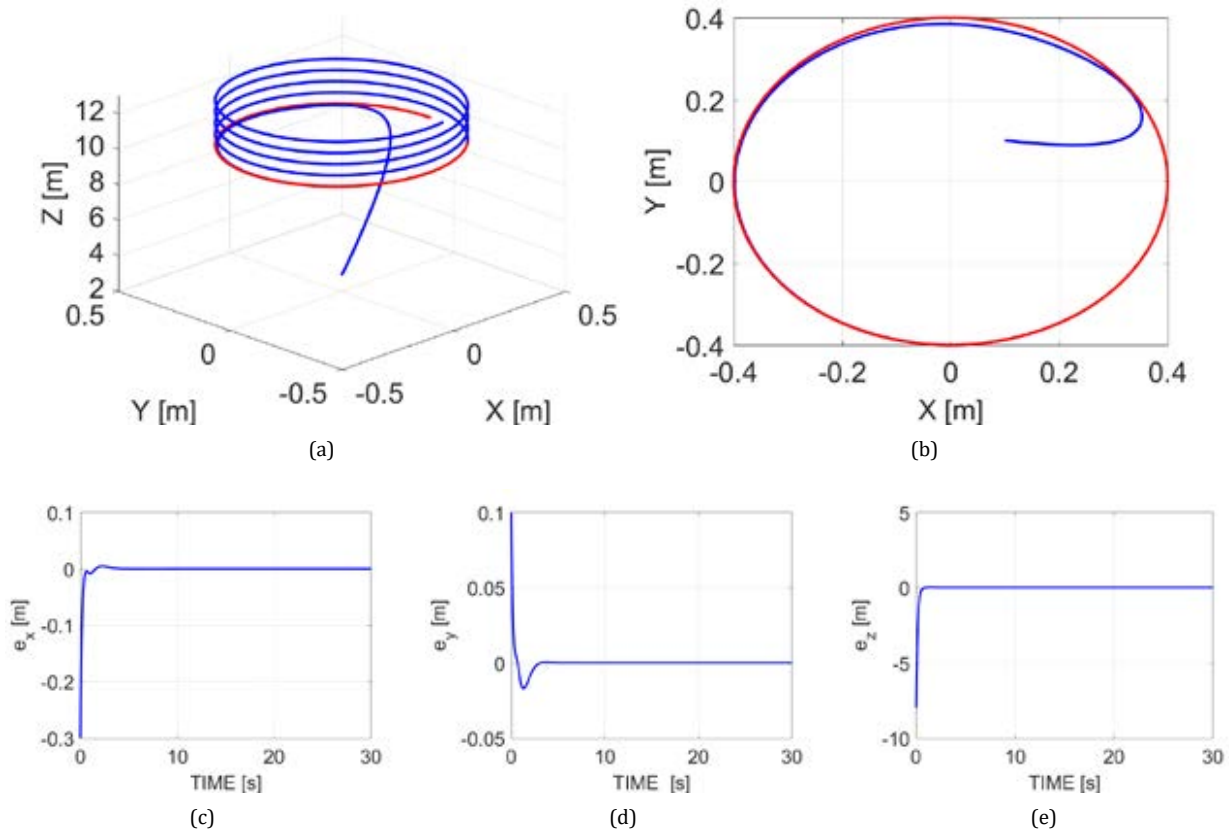 12
10
8
6
4
2
Z [m]
0.5
0
-0.5
Y [m]
-0.5
0
0.5
X [m]
(a)
0.4
0.2
0
-0.2
-0.4
Y [m]
-0.4 -0.2 0 0.2 0.4
X [m]
(b)
0.1
0
-0.1
-0.2
-0.3
e_x [m]
0 10 20 30
TIME [s]
(c)
0.1
0.05
0
-0.05
e_y [m]
0 10 20 30
TIME [s]
(d)
5
0
-5
-10
e_z [m]
0 10 20 30
TIME [s]
(e)